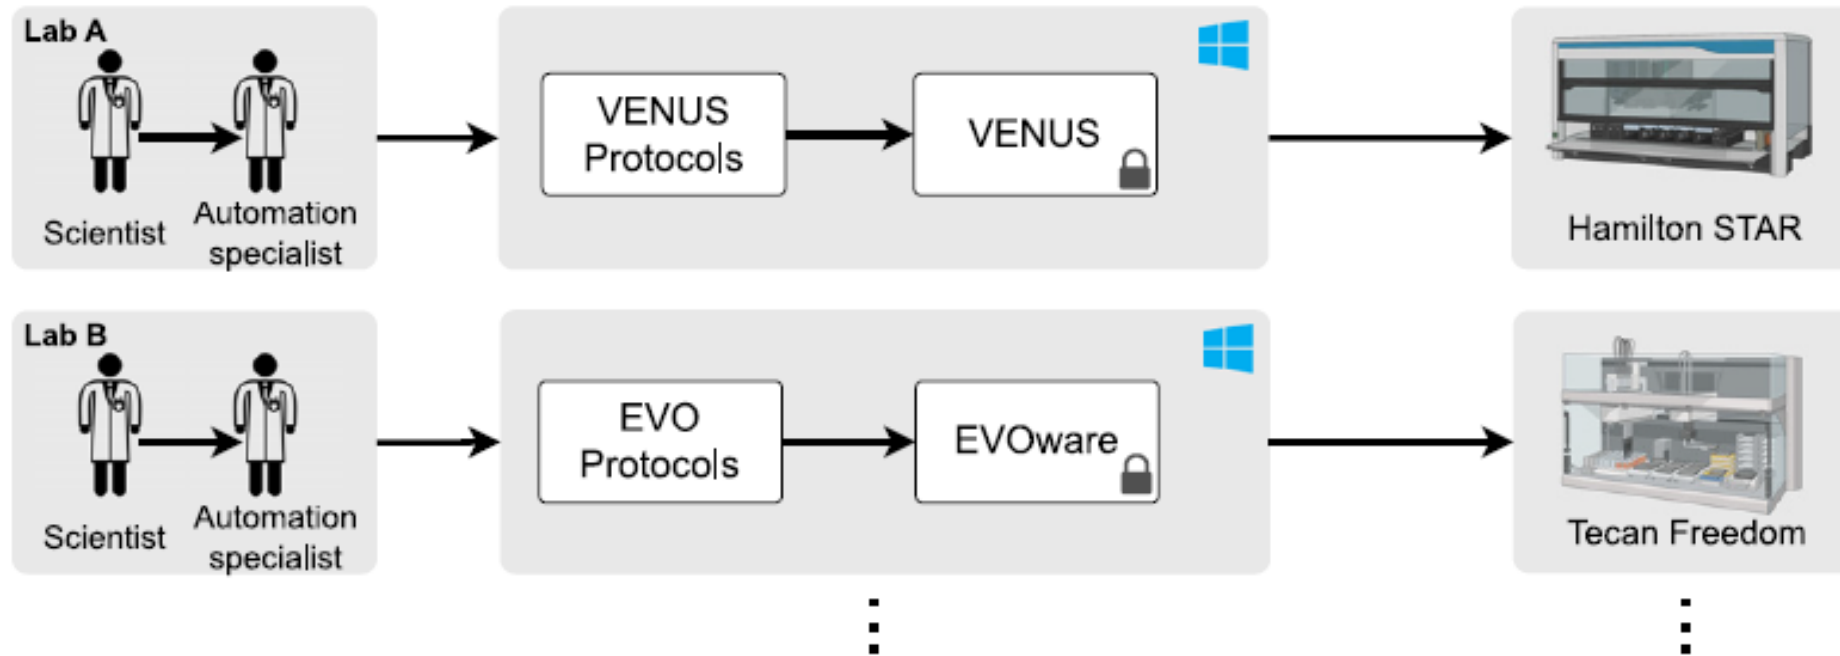 Lab A
Scientist
Automation
specialist
VENUS
Protocols
VENUS
Hamilton STAR
Lab B
Scientist
Automation
specialist
EVO
Protocols
EVOware
Tecan Freedom